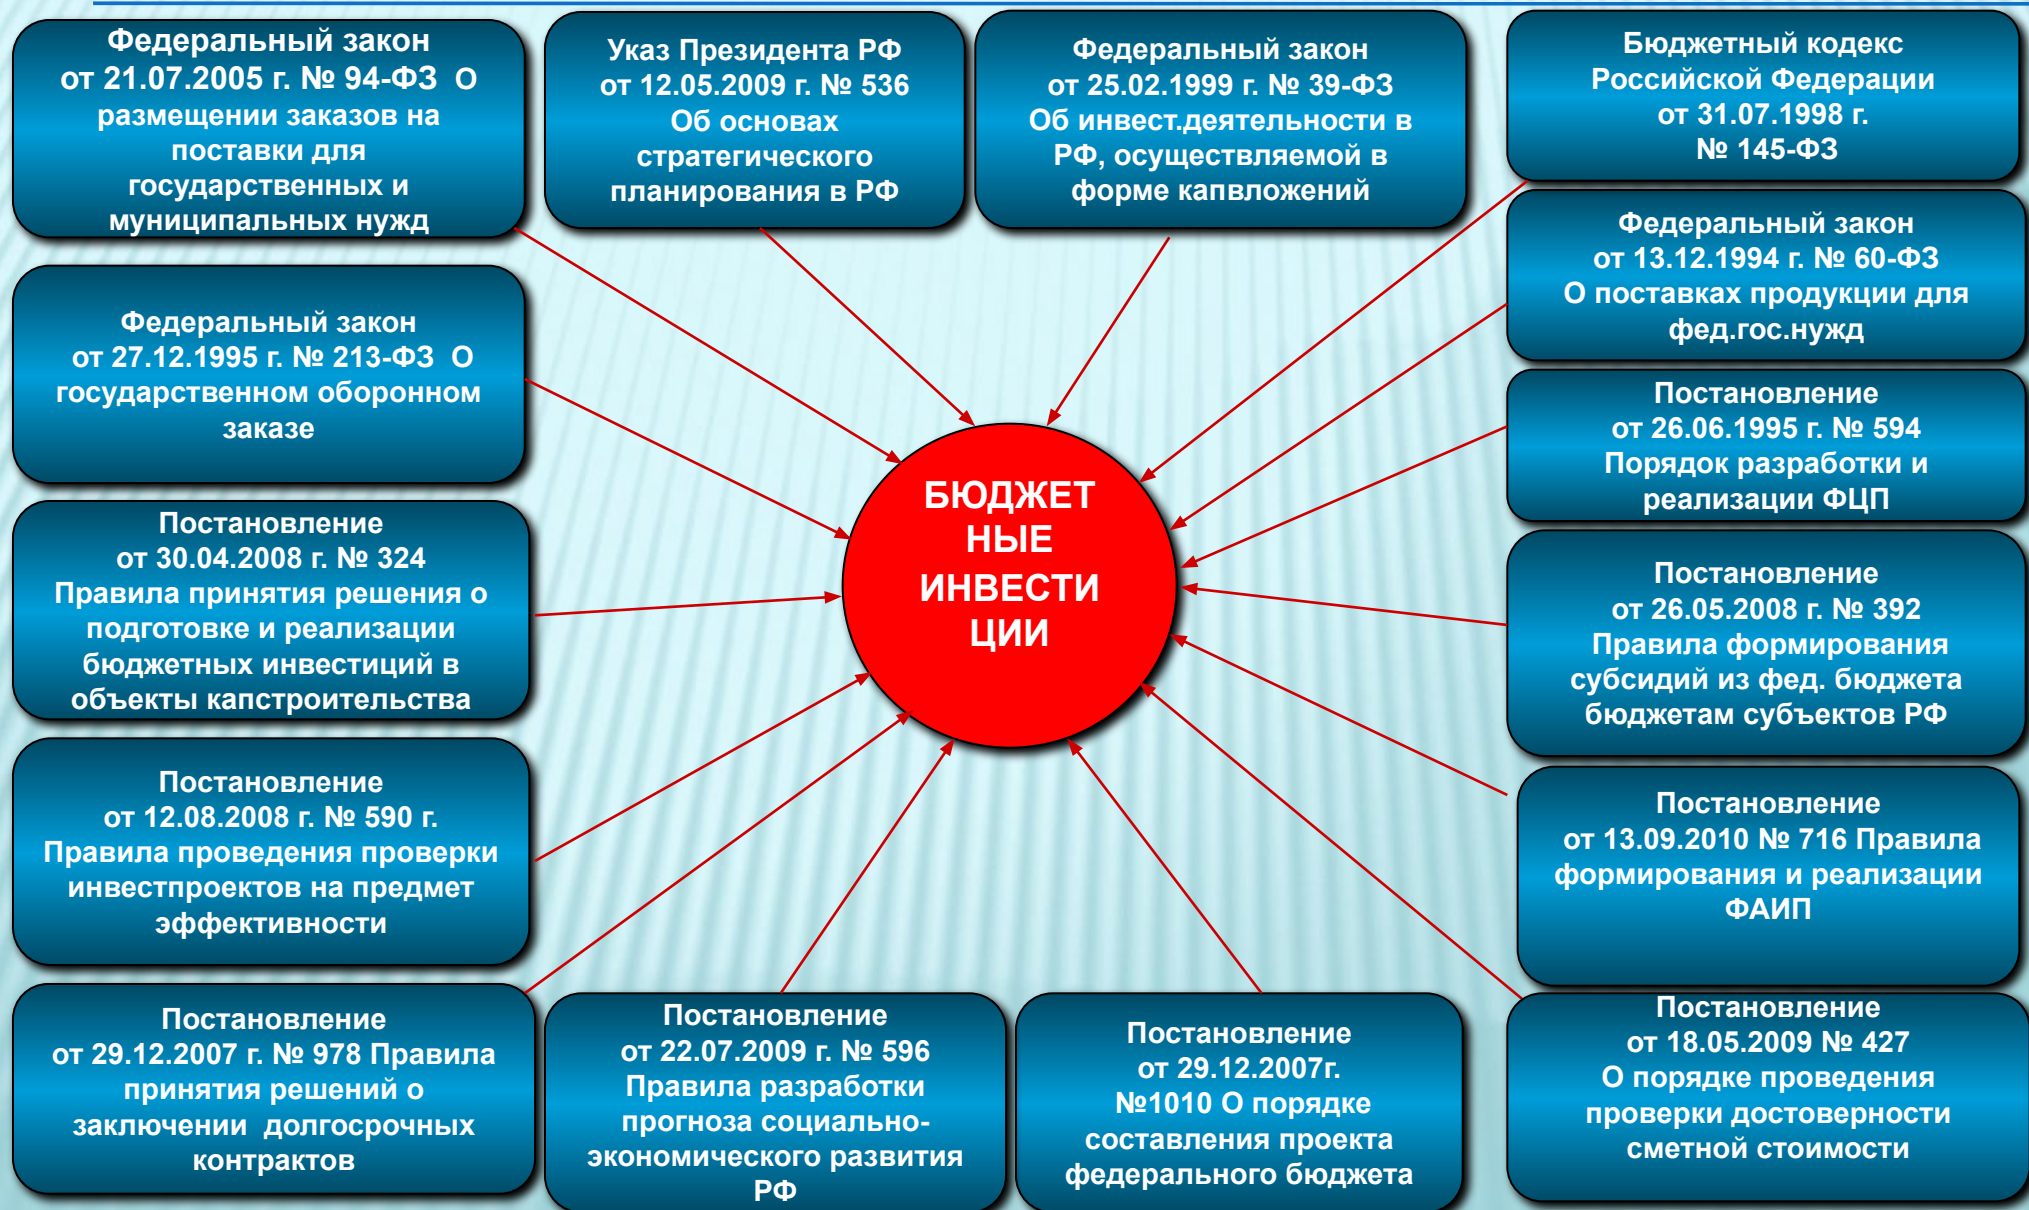 Федеральный закон
от 21.07.2005 г. № 94-ФЗ О
размещении заказов на
поставки для
государственных и
муниципальных нужд
Указ Президента РФ
от 12.05.2009 г. № 536
Об основах
стратегического
планирования в РФ
Федеральный закон
от 25.02.1999 г. № 39-ФЗ
Об инвест.деятельности в
РФ, осуществляемой в
форме капвложений
Бюджетный кодекс
Российской Федерации
от 31.07.1998 г.
№ 145-ФЗ
Федеральный закон
от 13.12.1994 г. № 60-ФЗ
О поставках продукции для
фед.гос.нужд
Федеральный закон
от 27.12.1995 г. № 213-ФЗ О
государственном оборонном
заказе
Постановление
от 26.06.1995 г. № 594
Порядок разработки и
реализации ФЦП
БЮДЖЕТ
НЫЕ
ИНВЕСТИ
ЦИИ
Постановление
от 30.04.2008 г. № 324
Правила принятия решения о
подготовке и реализации
бюджетных инвестиций в
объекты капстроительства
Постановление
от 26.05.2008 г. № 392
Правила формирования
субсидий из фед. бюджета
бюджетам субъектов РФ
Постановление
от 12.08.2008 г. № 590 г.
Правила проведения проверки
инвестпроектов на предмет
эффективности
Постановление
от 13.09.2010 № 716 Правила
формирования и реализации
ФАИП
Постановление
от 29.12.2007 г. № 978 Правила
принятия решений о
заключении долгосрочных
контрактов
Постановление
от 22.07.2009 г. № 596
Правила разработки
прогноза социально-
экономического развития
РФ
Постановление
от 29.12.2007г.
№1010 О порядке
составления проекта
федерального бюджета
Постановление
от 18.05.2009 № 427
О порядке проведения
проверки достоверности
сметной стоимости